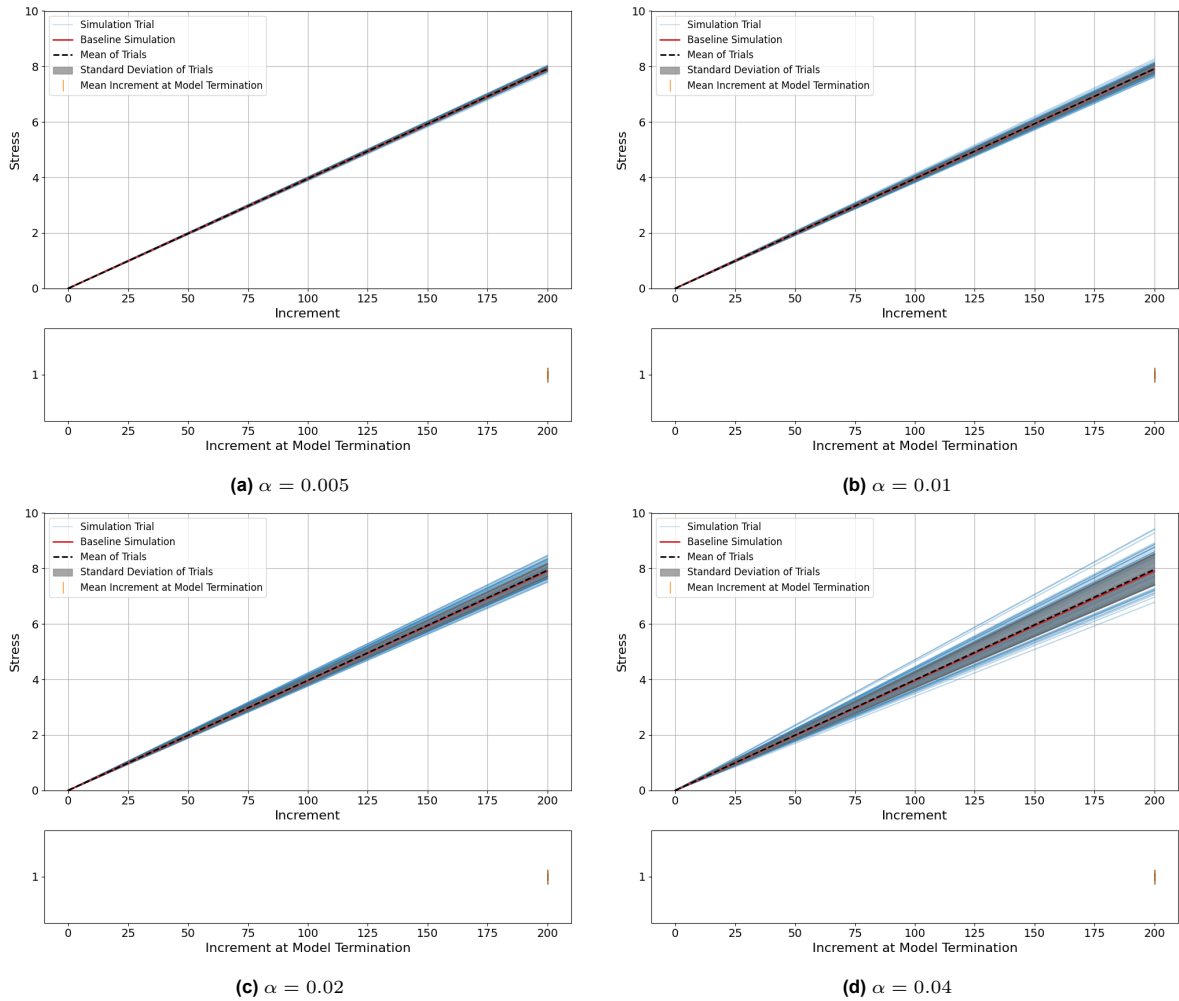 10
8
6
4
2
0
Stress
Simulation Trial
Baseline Simulation
Mean of Trials
Standard Deviation of Trials
Mean Increment at Model Termination
0 25 50 75 100 125 150 175 200
Increment
1
0 25 50 75 100 125 150 175 200
Increment at Model Termination
(a) α = 0.005
10
8
6
4
2
0
Stress
Simulation Trial
Baseline Simulation
Mean of Trials
Standard Deviation of Trials
Mean Increment at Model Termination
0 25 50 75 100 125 150 175 200
Increment
1
0 25 50 75 100 125 150 175 200
Increment at Model Termination
(b) α = 0.01
10
8
6
4
2
0
Stress
Simulation Trial
Baseline Simulation
Mean of Trials
Standard Deviation of Trials
Mean Increment at Model Termination
0 25 50 75 100 125 150 175 200
Increment
1
0 25 50 75 100 125 150 175 200
Increment at Model Termination
(c) α = 0.02
10
8
6
4
2
0
Stress
Simulation Trial
Baseline Simulation
Mean of Trials
Standard Deviation of Trials
Mean Increment at Model Termination
0 25 50 75 100 125 150 175 200
Increment
1
0 25 50 75 100 125 150 175 200
Increment at Model Termination
(d) α = 0.04